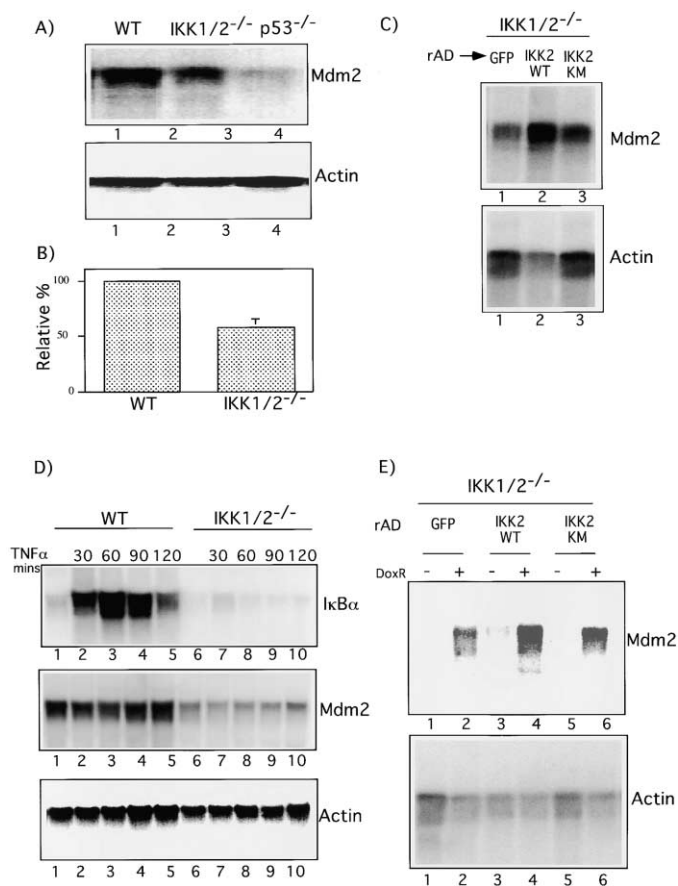 A)
WT IKK1/2-/- p53-/-
Mdm2
1 2 3 4
Actin
1 2 3 4
B)
Relative %
100
50
0
WT IKK1/2-/-
C)
IKK1/2-/-
rAD → GFP IKK2 WT IKK2 KM
Mdm2
1 2 3
Actin
1 2 3
D)
WT IKK1/2-/-
TNFα 30 60 90 120 30 60 90 120
mins
IκBα
1 2 3 4 5 6 7 8 9 10
Mdm2
1 2 3 4 5 6 7 8 9 10
Actin
1 2 3 4 5 6 7 8 9 10
E)
IKK1/2-/-
rAD GFP IKK2 WT IKK2 KM
DoxR - + - + - +
Mdm2
1 2 3 4 5 6
Actin
1 2 3 4 5 6